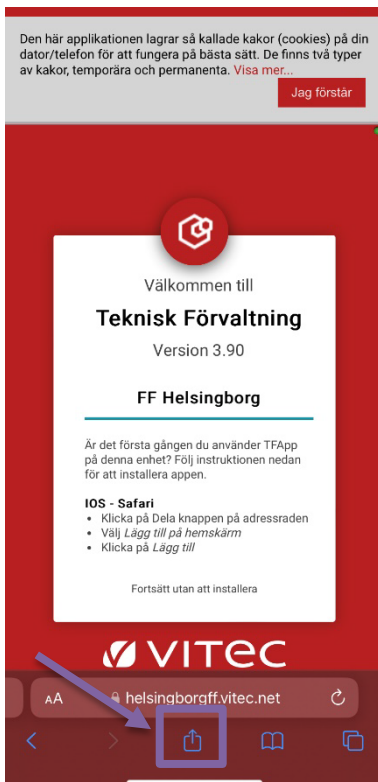 Den här applikationen lagrar så kallade kakor (cookies) på din
dator/telefon för att fungera på bästa sätt. De finns två typer
av kakor, temporära och permanenta. Visa mer...
Jag förstår
Välkommen till
Teknisk Förvaltning
Version 3.90
FF Helsingborg
Är det första gången du använder TFApp
på denna enhet? Följ instruktionen nedan
för att installera appen.
IOS - Safari
• Klicka på Dela knappen på adressraden
• Välj Lägg till på hemskärm
• Klicka på Lägg till
Fortsätt utan att installera
vitec
AA
helsingborgff.vitec.net